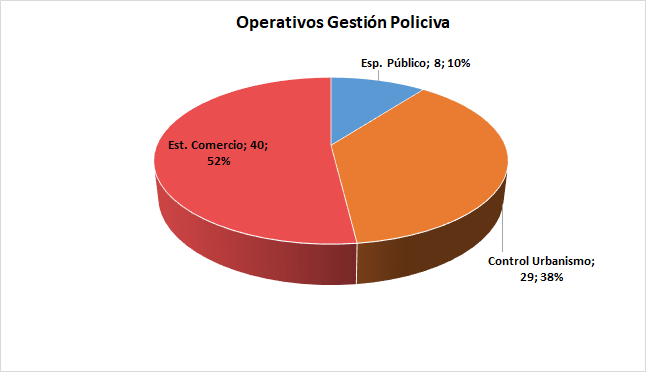 Operativos Gestión Policiva
Esp. Público; 8; 10%
Est. Comercio; 40;
52%
Control Urbanismo;
29; 38%